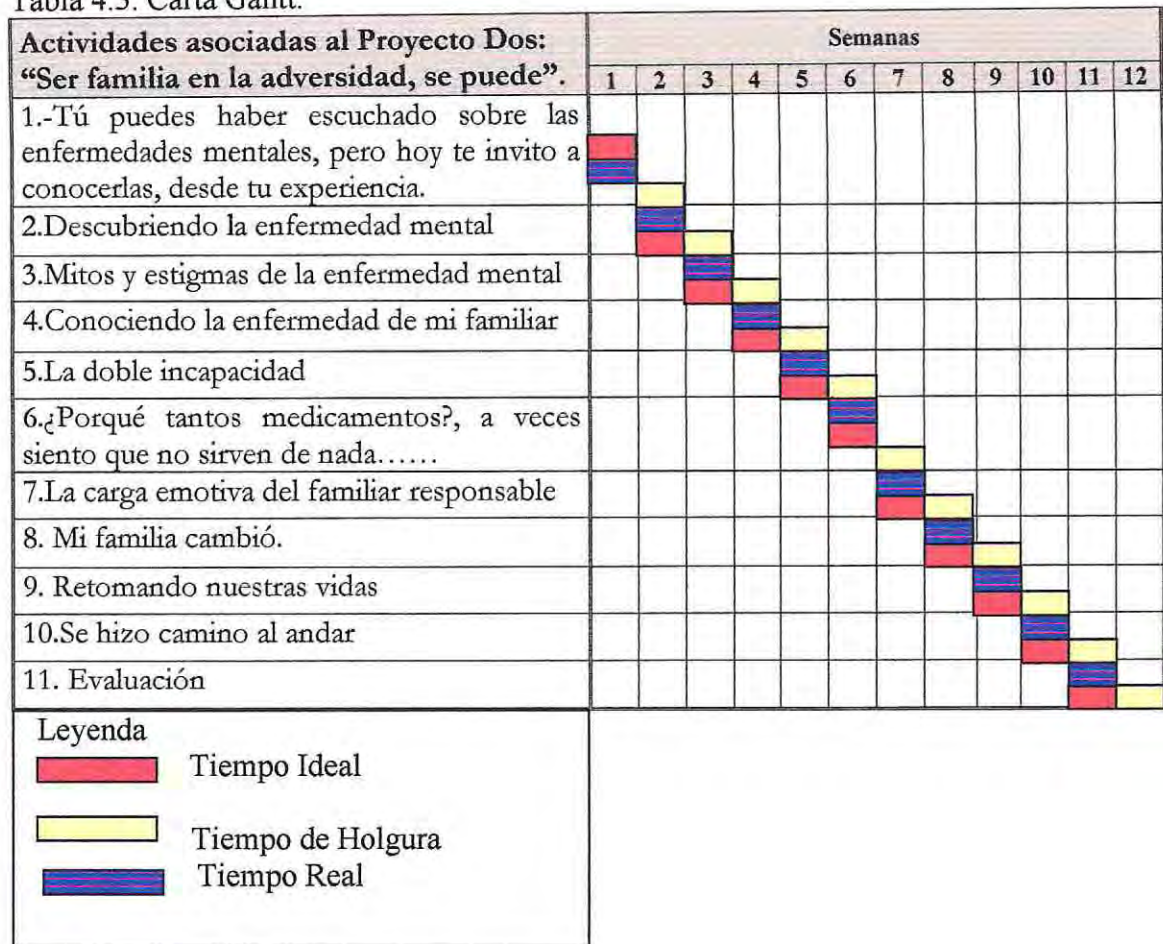 Tabla 4.3. Carta Gantt.
Actividades asociadas al Proyecto Dos:
“Ser familia en la adversidad, se puede”.
Semanas
1 2 3 4 5 6 7 8 9 10 11 12
1.-Tú puedes haber escuchado sobre las
enfermedades mentales, pero hoy te invito a
conocerlas, desde tu experiencia.
2.Descubriendo la enfermedad mental
3.Mitos y estigmas de la enfermedad mental
4.Conociendo la enfermedad de mi familiar
5.La doble incapacidad
6.¿Porqué tantos medicamentos?, a veces
siento que no sirven de nada……
7.La carga emotiva del familiar responsable
8. Mi familia cambió.
9. Retomando nuestras vidas
10.Se hizo camino al andar
11. Evaluación
Leyenda
Tiempo Ideal
Tiempo de Holgura
Tiempo Real